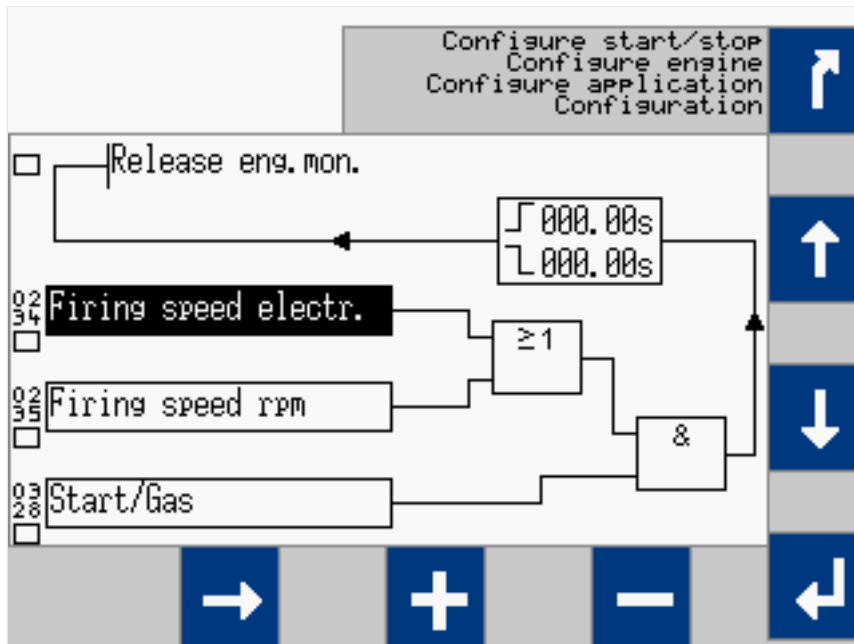 Configure start/stop
Configure engine
Configure application
Configuration
Release eng.mon.
000.00s
000.00s
02
34
Firing speed electr.
≥1
02
35
Firing speed rpm
&
03
28
Start/Gas